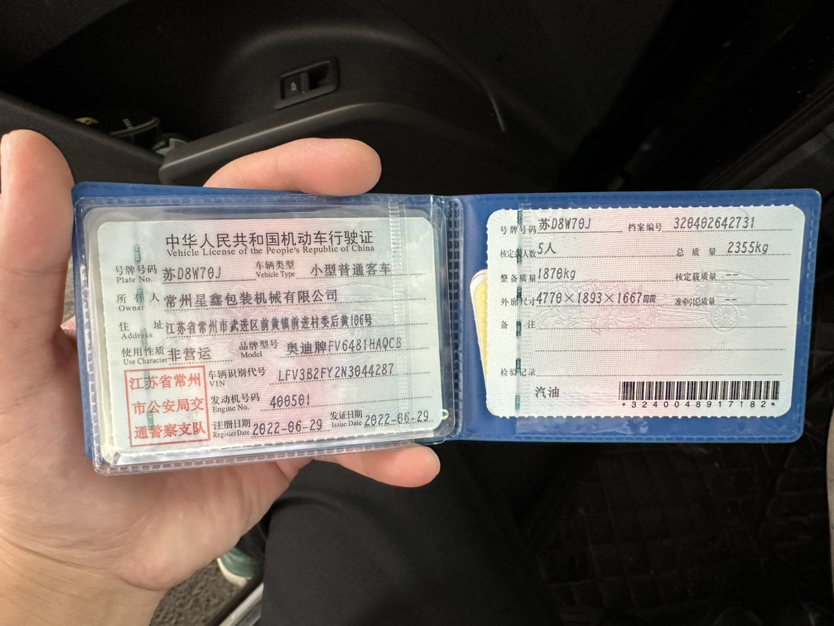 中华人民共和国机动车行驶证
Vehicle License of the People's Republic of China
号牌号码 Plate No. 苏D8W70J 车辆类型 Vehicle Type 小型普通客车
所有人 Owner 常州星鑫包装机械有限公司
住址 Address 江苏省常州市武进区前黄镇前进村委后黄106号
使用性质 Use Character 非营运 品牌型号 Model 奥迪牌FV6481HAQCB
江苏省常州
市公安局交
通警察支队
车辆识别代号 VIN LFV3B2FY2N3044287
发动机号码 Engine No. 400501
注册日期 Register Date 2022-06-29 发证日期 Issue Date 2022-06-29
号牌号码 苏D8W70J 档案编号 320402642731
核定载人数 5人 总质量 2355kg
整备质量 1870kg 核定载质量 --
外廓尺寸 4770×1893×1667mm 准牵引总质量 --
备注
检验记录
汽油
*3240048917182*